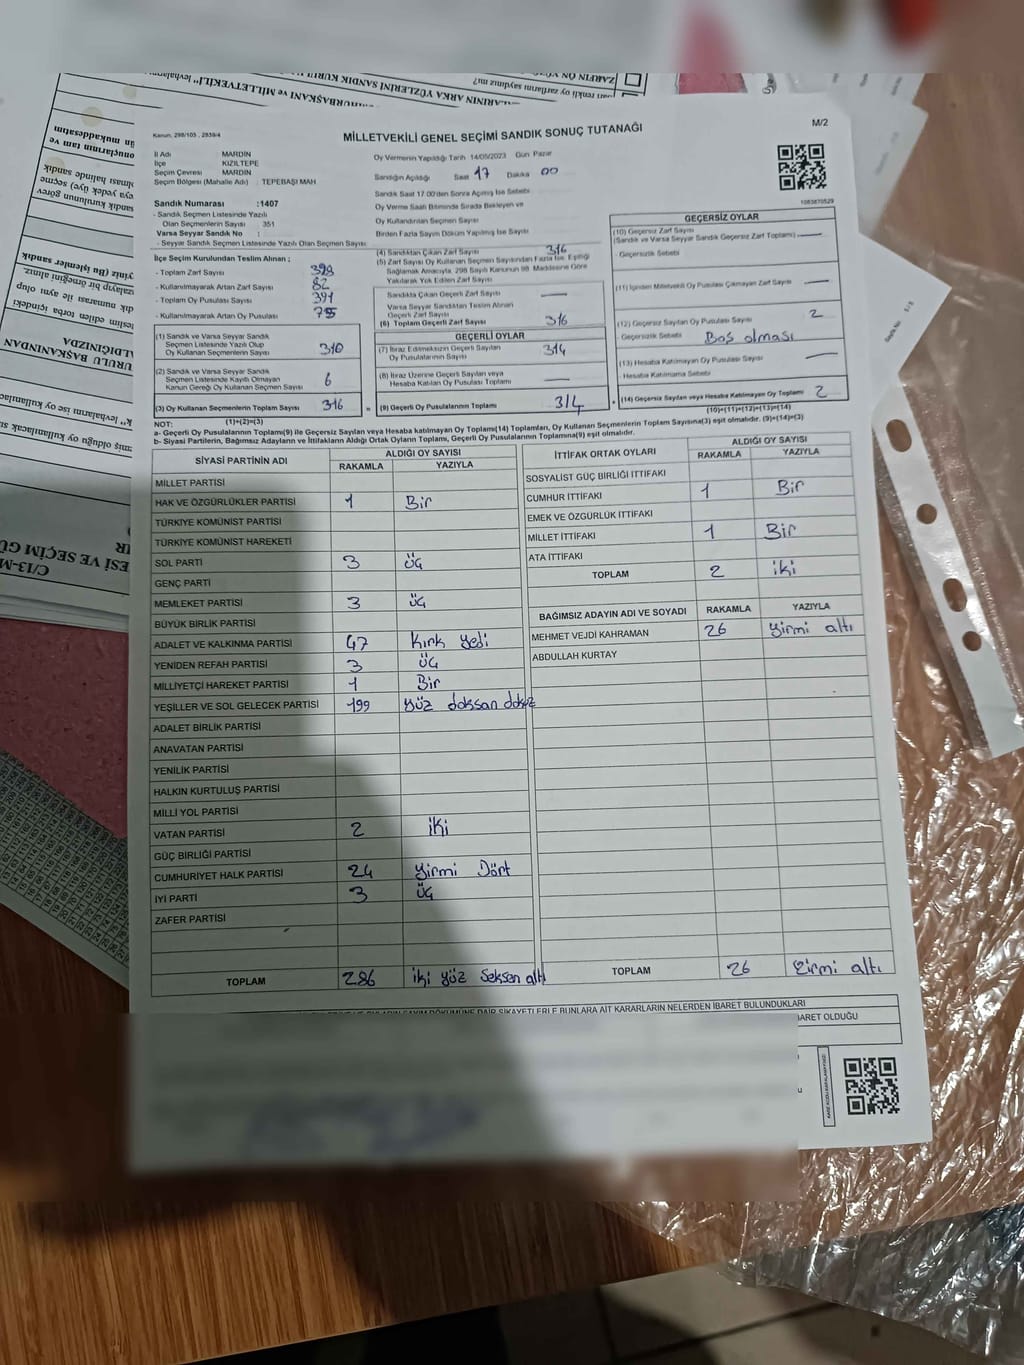 M/2
Kanun. 298/105 , 2839/4
MİLLETVEKİLİ GENEL SEÇİMİ SANDIK SONUÇ TUTANAĞI
İl Adı : MARDİN
İlçe : KIZILTEPE
Seçim Çevresi : MARDİN
Seçim Bölgesi (Mahalle Adı) : TEPEBAŞI MAH
Sandık Numarası :1407
- Sandık Seçmen Listesinde Yazılı
Olan Seçmenlerin Sayısı : 351
Varsa Seyyar Sandık No :
- Seyyar Sandık Seçmen Listesinde Yazılı Olan Seçmen Sayısı:
Oy Vermenin Yapıldığı Tarih 14/05/2023 Gün Pazar
Sandığın Açıldığı Saat 17 Dakika 00
Sandık Saat 17.00'den Sonra Açılmış İse Sebebi
Oy Verme Saati Bitiminde Sırada Bekleyen ve
Oy Kullandırılan Seçmen Sayısı
Birden Fazla Sayım Döküm Yapılmış İse Sayısı
1083870529
İlçe Seçim Kurulundan Teslim Alınan ;
- Toplam Zarf Sayısı 398
- Kullanılmayarak Artan Zarf Sayısı 82
- Toplam Oy Pusulası Sayısı 391
- Kullanılmayarak Artan Oy Pusulası
(1) Sandık ve Varsa Seyyar Sandık
Seçmen Listesinde Yazılı Olup
Oy Kullanan Seçmenlerin Sayısı 310
(2) Sandık ve Varsa Seyyar Sandık
Seçmen Listesinde Kayıtlı Olmayan
Kanun Gereği Oy Kullanan Seçmen Sayısı 6
(3) Oy Kullanan Seçmenlerin Toplam Sayısı 316
(1)+(2)=(3)
(4) Sandıktan Çıkan Zarf Sayısı 316
(5) Zarf Sayısı Oy Kullanan Seçmen Sayısından Fazla İse, Eşitliği
Sağlamak Amacıyla, 298 Sayılı Kanunun 98. Maddesine Göre
Yakılarak Yok Edilen Zarf Sayısı
Sandıkta Çıkan Geçerli Zarf Sayısı —
Varsa Seyyar Sandıktan Teslim Alınan
Geçerli Zarf Sayısı —
(6) Toplam Geçerli Zarf Sayısı 316
GEÇERLİ OYLAR
(7) İtiraz Edilmeksizin Geçerli Sayılan
Oy Pusulalarının Sayısı 314
(8) İtiraz Üzerine Geçerli Sayılan veya
Hesaba Katılan Oy Pusulası Toplamı —
= (9) Geçerli Oy Pusulalarının Toplamı 314
GEÇERSİZ OYLAR
(10) Geçersiz Zarf Sayısı
(Sandık ve Varsa Seyyar Sandık Geçersiz Zarf Toplamı) —
Geçersizlik Sebebi
(11) İçinden Milletvekili Oy Pusulası Çıkmayan Zarf Sayısı —
(12) Geçersiz Sayılan Oy Pusulası Sayısı 2
Geçersizlik Sebebi Boş olması
(13) Hesaba Katılmayan Oy Pusulası Sayısı —
Hesaba Katılmama Sebebi
+ (14) Geçersiz Sayılan veya Hesaba Katılmayan Oy Toplamı 2
(10)+(11)+(12)+(13)=(14)
NOT:
a- Geçerli Oy Pusulalarının Toplamı(9) ile Geçersiz Sayılan veya Hesaba katılmayan Oy Toplamı(14) Toplamları, Oy Kullanan Seçmenlerin Toplam Sayısına(3) eşit olmalıdır. (9)+(14)=(3)
b- Siyasi Partilerin, Bağımsız Adayların ve İttifakların Aldığı Ortak Oyların Toplamı, Geçerli Oy Pusulalarının Toplamına(9) eşit olmalıdır.
SİYASİ PARTİNİN ADI ALDIĞI OY SAYISI
RAKAMLA YAZIYLA
MİLLET PARTİSİ
HAK VE ÖZGÜRLÜKLER PARTİSİ 1 Bir
TÜRKİYE KOMÜNİST PARTİSİ
TÜRKİYE KOMÜNİST HAREKETİ
SOL PARTİ 3 üç
GENÇ PARTİ
MEMLEKET PARTİSİ 3 üç
BÜYÜK BİRLİK PARTİSİ
ADALET VE KALKINMA PARTİSİ 47 Kırk yedi
YENİDEN REFAH PARTİSİ 3 üç
MİLLİYETÇİ HAREKET PARTİSİ 1 Bir
YEŞİLLER VE SOL GELECEK PARTİSİ 199 yüz doksan dokuz
ADALET BİRLİK PARTİSİ
ANAVATAN PARTİSİ
YENİLİK PARTİSİ
HALKIN KURTULUŞ PARTİSİ
MİLLİ YOL PARTİSİ
VATAN PARTİSİ 2 iki
GÜÇ BİRLİĞİ PARTİSİ
CUMHURİYET HALK PARTİSİ 24 yirmi Dört
İYİ PARTİ 3 üç
ZAFER PARTİSİ
TOPLAM 286 iki yüz seksen altı
İTTİFAK ORTAK OYLARI ALDIĞI OY SAYISI
RAKAMLA YAZIYLA
SOSYALİST GÜÇ BİRLİĞİ İTTİFAKI
CUMHUR İTTİFAKI 1 Bir
EMEK VE ÖZGÜRLÜK İTTİFAKI
MİLLET İTTİFAKI 1 Bir
ATA İTTİFAKI
TOPLAM 2 iki
BAĞIMSIZ ADAYIN ADI VE SOYADI RAKAMLA YAZIYLA
MEHMET VEJDİ KAHRAMAN 26 yirmi altı
ABDULLAH KURTAY
TOPLAM 26 yirmi altı
SAYIM DÖKÜMÜNE DAİR ŞİKAYETLERLE BUNLARA AİT KARARLARIN NELERDEN İBARET BULUNDUKLARI
İBARET OLDUĞU